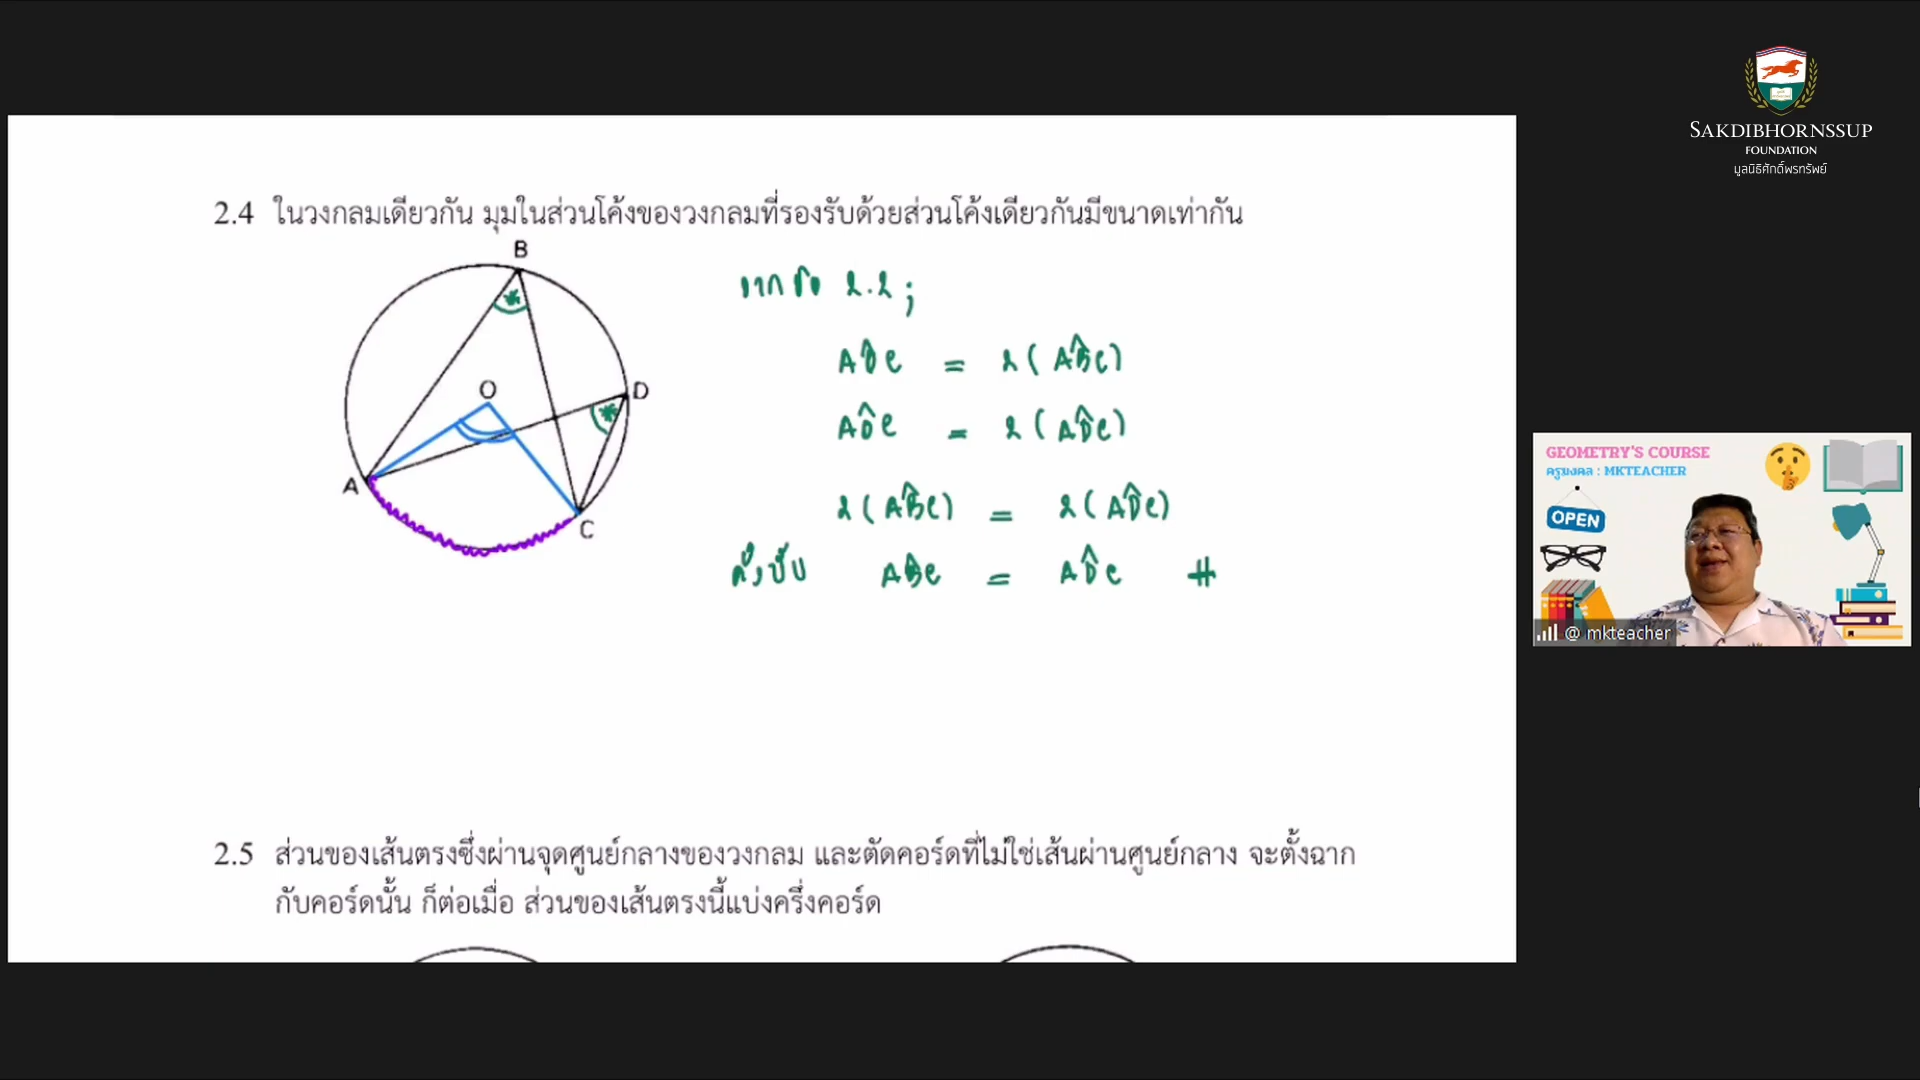 SAKDIBHORNSSUP
FOUNDATION
มูลนิธิศักดิ์พรทรัพย์
2.4 ในวงกลมเดียวกัน มุมในส่วนโค้งของวงกลมที่รองรับด้วยส่วนโค้งเดียวกันมีขนาดเท่ากัน
B
O
D
A
C
จากข้อ 2.2 ;
AÔC = 2(AB̂C)
AÔC = 2(AD̂C)
2(AB̂C) = 2(AD̂C)
ดังนั้น AB̂C = AD̂C #
2.5 ส่วนของเส้นตรงซึ่งผ่านจุดศูนย์กลางของวงกลม และตัดคอร์ดที่ไม่ใช่เส้นผ่านศูนย์กลาง จะตั้งฉาก
กับคอร์ดนั้น ก็ต่อเมื่อ ส่วนของเส้นตรงนี้แบ่งครึ่งคอร์ด
GEOMETRY'S COURSE
ครูมงคล : MKTEACHER
OPEN
@ mkteacher